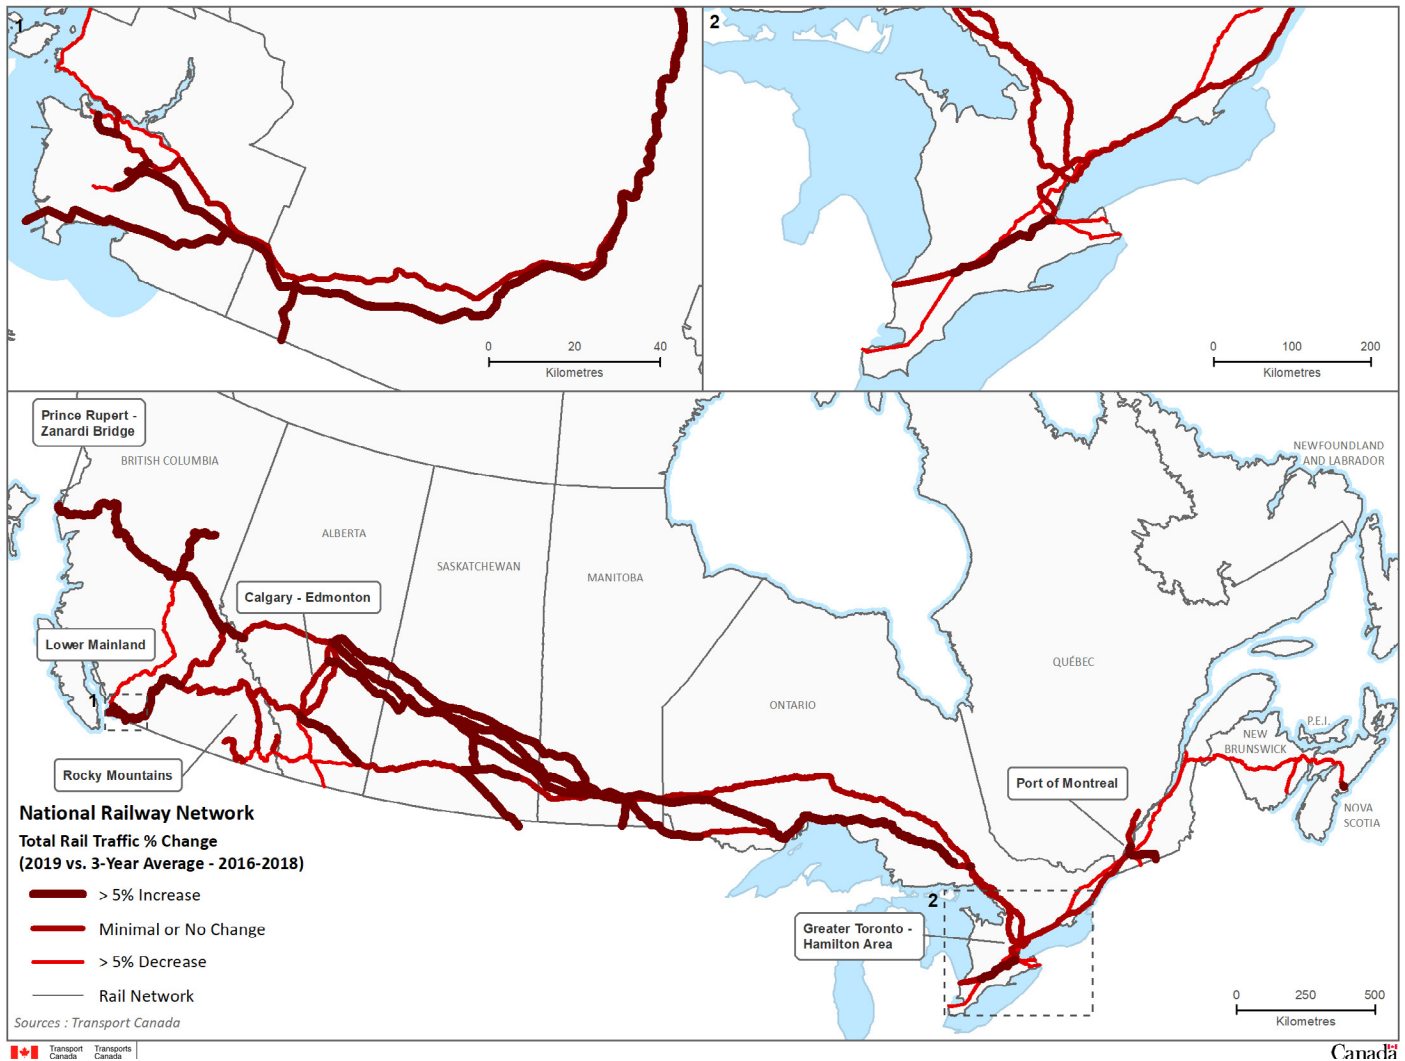 1
2
0 20 40
Kilometres
0 100 200
Kilometres
Prince Rupert -
Zanardi Bridge
BRITISH COLUMBIA
ALBERTA
SASKATCHEWAN
MANITOBA
NEWFOUNDLAND
AND LABRADOR
Calgary - Edmonton
Lower Mainland
1
QUÉBEC
ONTARIO
P.E.I.
NEW
BRUNSWICK
Rocky Mountains
Port of Montreal
NOVA
SCOTIA
National Railway Network
Total Rail Traffic % Change
(2019 vs. 3-Year Average - 2016-2018)
> 5% Increase
Minimal or No Change
> 5% Decrease
Rail Network
2
Greater Toronto -
Hamilton Area
0 250 500
Kilometres
Sources : Transport Canada
Transport Transports
Canada Canada
Canada